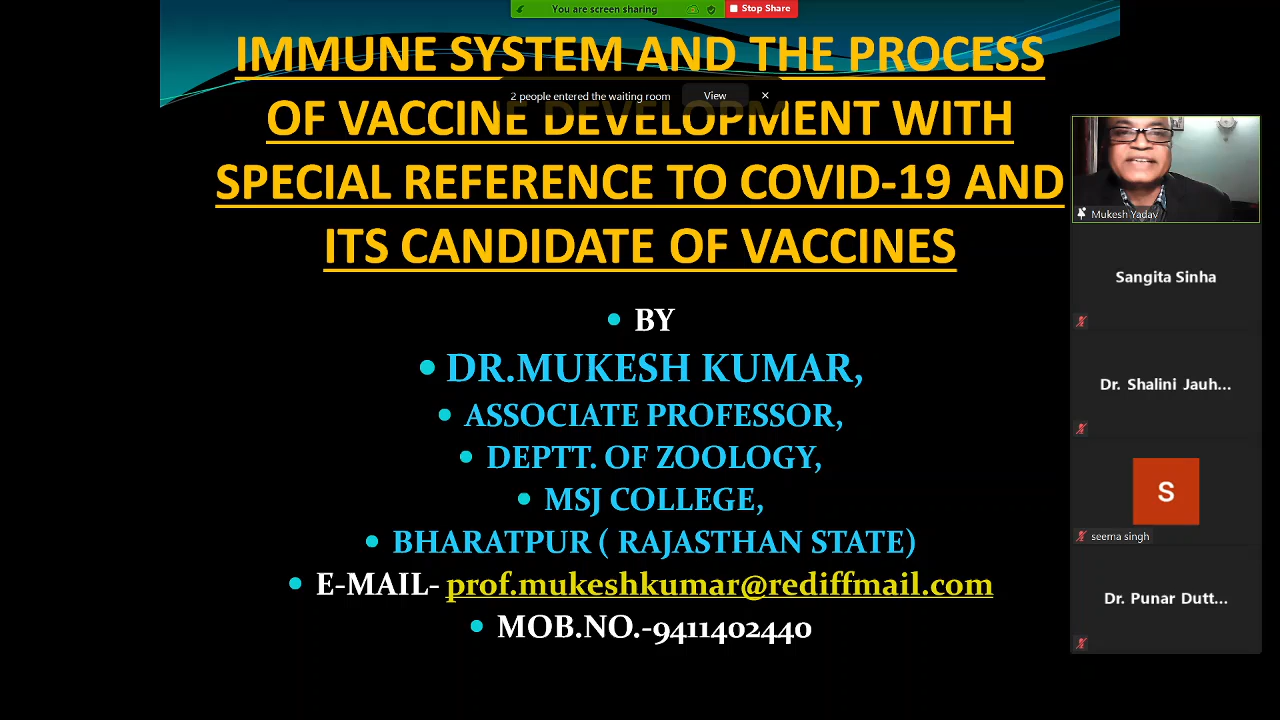 You are screen sharing
Stop Share
IMMUNE SYSTEM AND THE PROCESS
2 people entered the waiting room
View
OF VACCINE DEVELOPMENT WITH
SPECIAL REFERENCE TO COVID-19 AND
ITS CANDIDATE OF VACCINES
• BY
• DR.MUKESH KUMAR,
• ASSOCIATE PROFESSOR,
• DEPTT. OF ZOOLOGY,
• MSJ COLLEGE,
• BHARATPUR ( RAJASTHAN STATE)
• E-MAIL- prof.mukeshkumar@rediffmail.com
• MOB.NO.-9411402440
Mukesh Yadav
Sangita Sinha
Dr. Shalini Jauh...
S
seema singh
Dr. Punar Dutt...